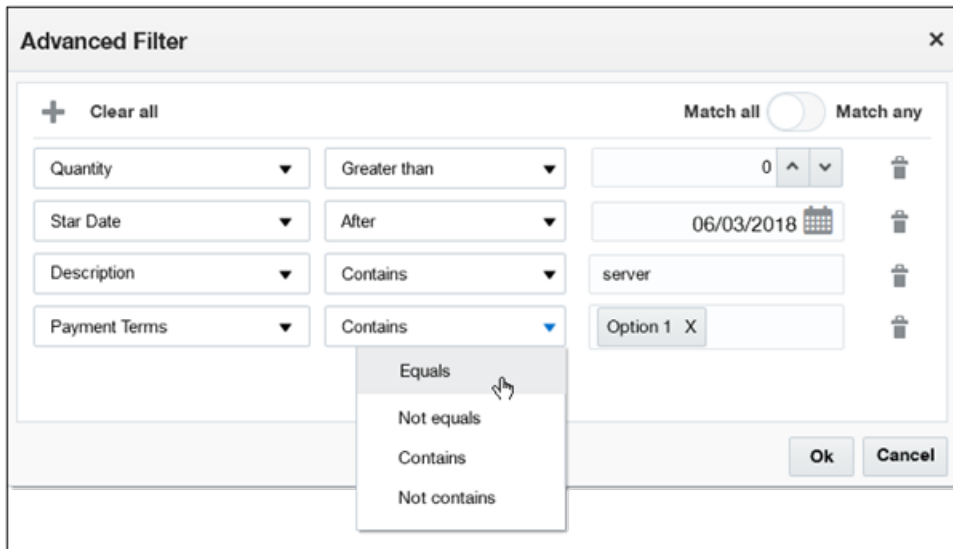 Advanced Filter
Clear all Match all Match any
Quantity Greater than 0
Star Date After 06/03/2018
Description Contains server
Payment Terms Contains Option 1 X
Equals
Not equals
Contains
Not contains
Ok Cancel